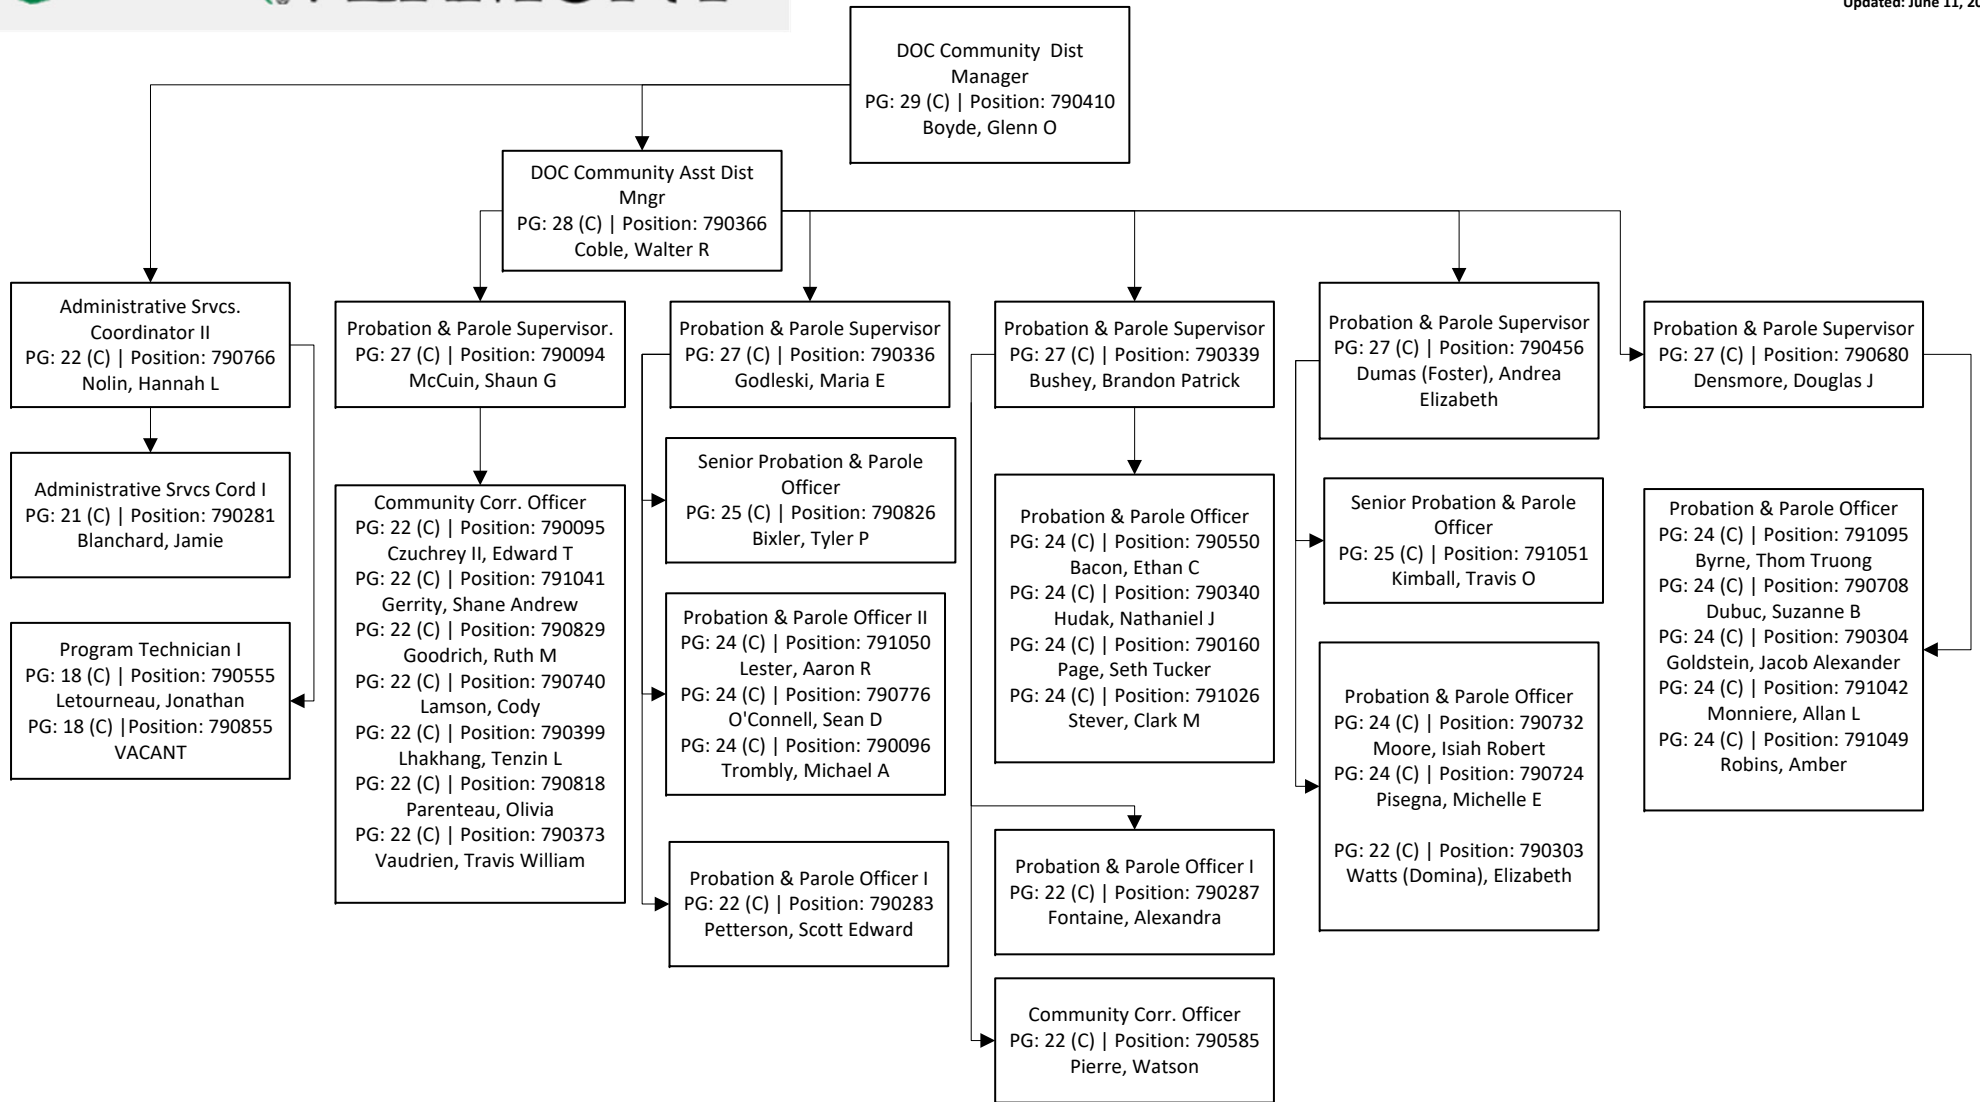 VERMONT
Updated: June 11, 20
DOC Community Dist
Manager
PG: 29 (C) | Position: 790410
Boyde, Glenn O
DOC Community Asst Dist
Mngr
PG: 28 (C) | Position: 790366
Coble, Walter R
Administrative Srvcs.
Coordinator II
PG: 22 (C) | Position: 790766
Nolin, Hannah L
Administrative Srvcs Cord I
PG: 21 (C) | Position: 790281
Blanchard, Jamie
Program Technician I
PG: 18 (C) | Position: 790555
Letourneau, Jonathan
PG: 18 (C) |Position: 790855
VACANT
Probation & Parole Supervisor.
PG: 27 (C) | Position: 790094
McCuin, Shaun G
Community Corr. Officer
PG: 22 (C) | Position: 790095
Czuchrey II, Edward T
PG: 22 (C) | Position: 791041
Gerrity, Shane Andrew
PG: 22 (C) | Position: 790829
Goodrich, Ruth M
PG: 22 (C) | Position: 790740
Lamson, Cody
PG: 22 (C) | Position: 790399
Lhakhang, Tenzin L
PG: 22 (C) | Position: 790818
Parenteau, Olivia
PG: 22 (C) | Position: 790373
Vaudrien, Travis William
Probation & Parole Supervisor
PG: 27 (C) | Position: 790336
Godleski, Maria E
Senior Probation & Parole
Officer
PG: 25 (C) | Position: 790826
Bixler, Tyler P
Probation & Parole Officer II
PG: 24 (C) | Position: 791050
Lester, Aaron R
PG: 24 (C) | Position: 790776
O'Connell, Sean D
PG: 24 (C) | Position: 790096
Trombly, Michael A
Probation & Parole Officer I
PG: 22 (C) | Position: 790283
Petterson, Scott Edward
Probation & Parole Supervisor
PG: 27 (C) | Position: 790339
Bushey, Brandon Patrick
Probation & Parole Officer
PG: 24 (C) | Position: 790550
Bacon, Ethan C
PG: 24 (C) | Position: 790340
Hudak, Nathaniel J
PG: 24 (C) | Position: 790160
Page, Seth Tucker
PG: 24 (C) | Position: 791026
Stever, Clark M
Probation & Parole Officer I
PG: 22 (C) | Position: 790287
Fontaine, Alexandra
Community Corr. Officer
PG: 22 (C) | Position: 790585
Pierre, Watson
Probation & Parole Supervisor
PG: 27 (C) | Position: 790456
Dumas (Foster), Andrea
Elizabeth
Senior Probation & Parole
Officer
PG: 25 (C) | Position: 791051
Kimball, Travis O
Probation & Parole Officer
PG: 24 (C) | Position: 790732
Moore, Isiah Robert
PG: 24 (C) | Position: 790724
Pisegna, Michelle E
PG: 22 (C) | Position: 790303
Watts (Domina), Elizabeth
Probation & Parole Supervisor
PG: 27 (C) | Position: 790680
Densmore, Douglas J
Probation & Parole Officer
PG: 24 (C) | Position: 791095
Byrne, Thom Truong
PG: 24 (C) | Position: 790708
Dubuc, Suzanne B
PG: 24 (C) | Position: 790304
Goldstein, Jacob Alexander
PG: 24 (C) | Position: 791042
Monniere, Allan L
PG: 24 (C) | Position: 791049
Robins, Amber